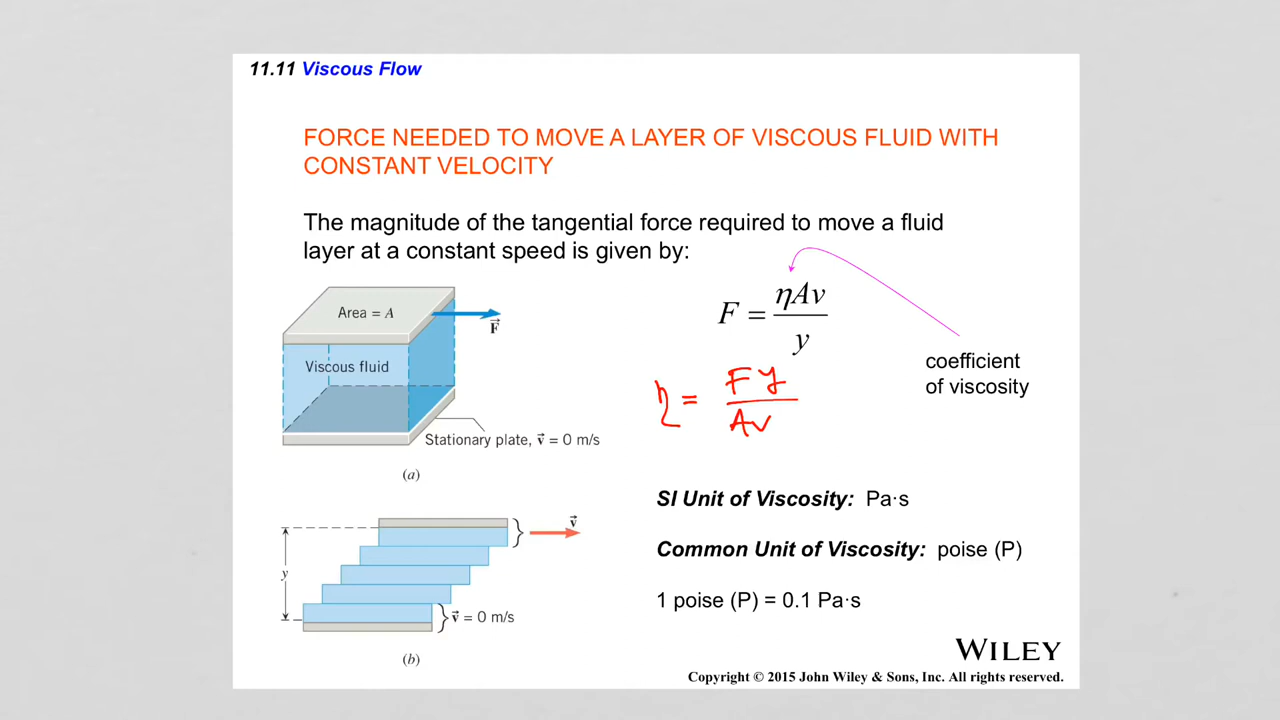 11.11 Viscous Flow
FORCE NEEDED TO MOVE A LAYER OF VISCOUS FLUID WITH
CONSTANT VELOCITY
The magnitude of the tangential force required to move a fluid
layer at a constant speed is given by:
F = ηAv / y
coefficient
of viscosity
η = Fy / Av
Area = A
F⃗
Viscous fluid
Stationary plate, v⃗ = 0 m/s
(a)
v⃗
y
v⃗ = 0 m/s
(b)
SI Unit of Viscosity: Pa·s
Common Unit of Viscosity: poise (P)
1 poise (P) = 0.1 Pa·s
WILEY
Copyright © 2015 John Wiley & Sons, Inc. All rights reserved.